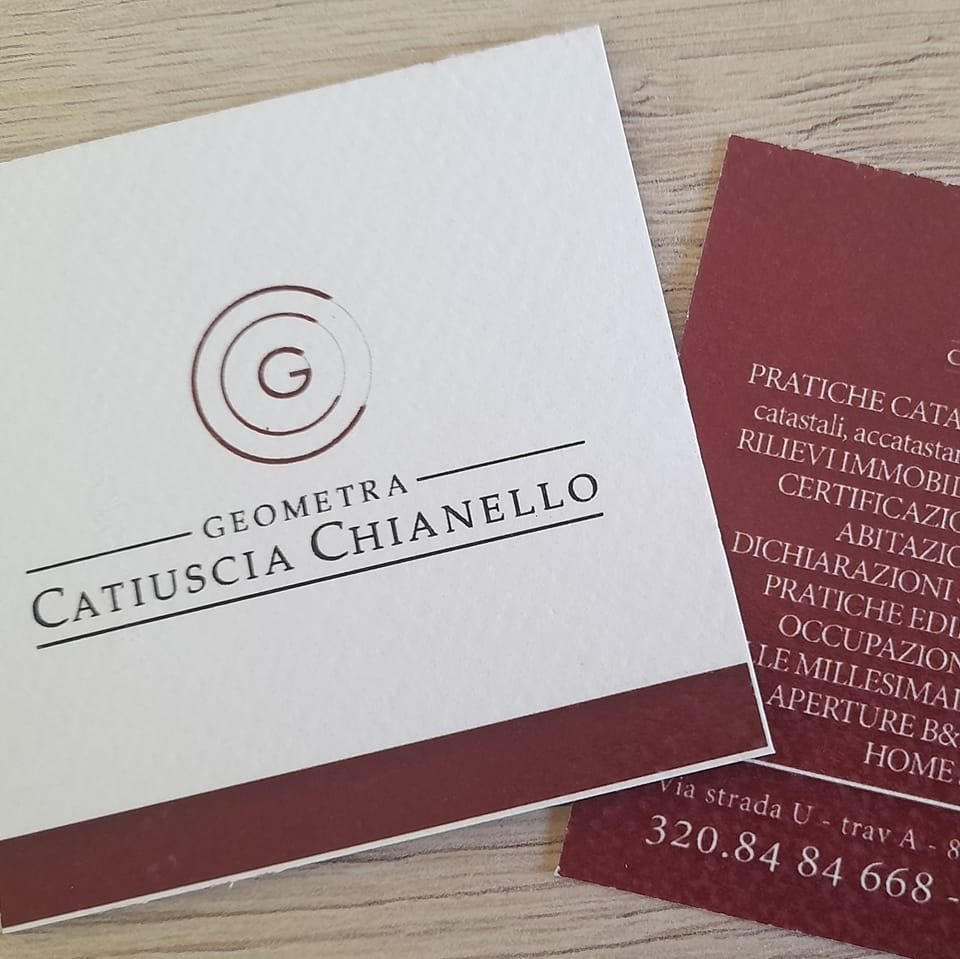 G
GEOMETRA
CATIUSCIA CHIANELLO
PRATICHE CATA
catastali, accatastam
RILIEVI IMMOBIL
CERTIFICAZIO
ABITAZIO
DICHIARAZIONI
PRATICHE EDI
OCCUPAZION
LE MILLESIMAL
APERTURE B&
HOME
Via strada U - trav A - 8
320.84 84 668 -